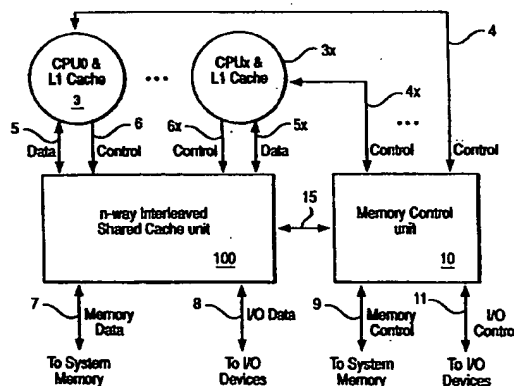 CPU0 &
L1 Cache
3
•••
CPUx &
L1 Cache
3x
4
4x
•••
5
6
6x
5x
Data
Control
Control
Data
Control
Control
n-way Interleaved
Shared Cache unit
100
15
Memory Control
unit
10
7
Memory
Data
8
I/O Data
9
Memory
Control
11
I/O
Control
To System
Memory
To I/O
Devices
To System
Memory
To I/O
Devices